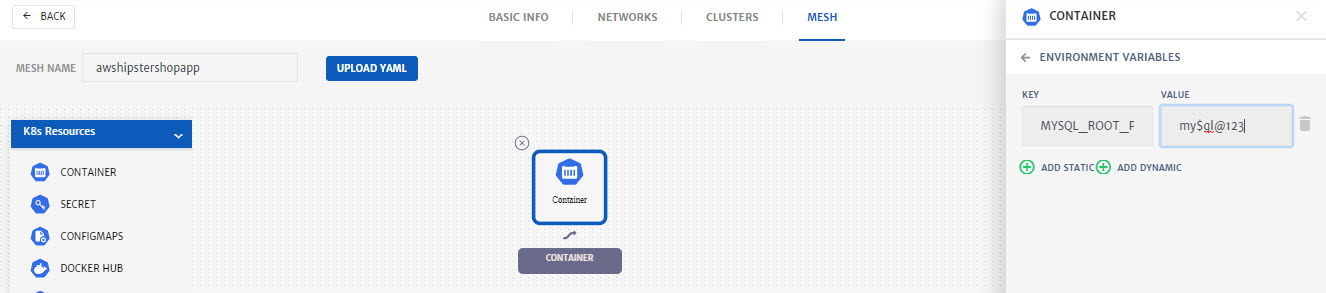 BACK
BASIC INFO
NETWORKS
CLUSTERS
MESH
MESH NAME
awshipstershopapp
UPLOAD YAML
K8s Resources
CONTAINER
SECRET
CONFIGMAPS
DOCKER HUB
Container
CONTAINER
CONTAINER
ENVIRONMENT VARIABLES
KEY VALUE
MYSQL_ROOT_P my$ql@123
ADD STATIC ADD DYNAMIC